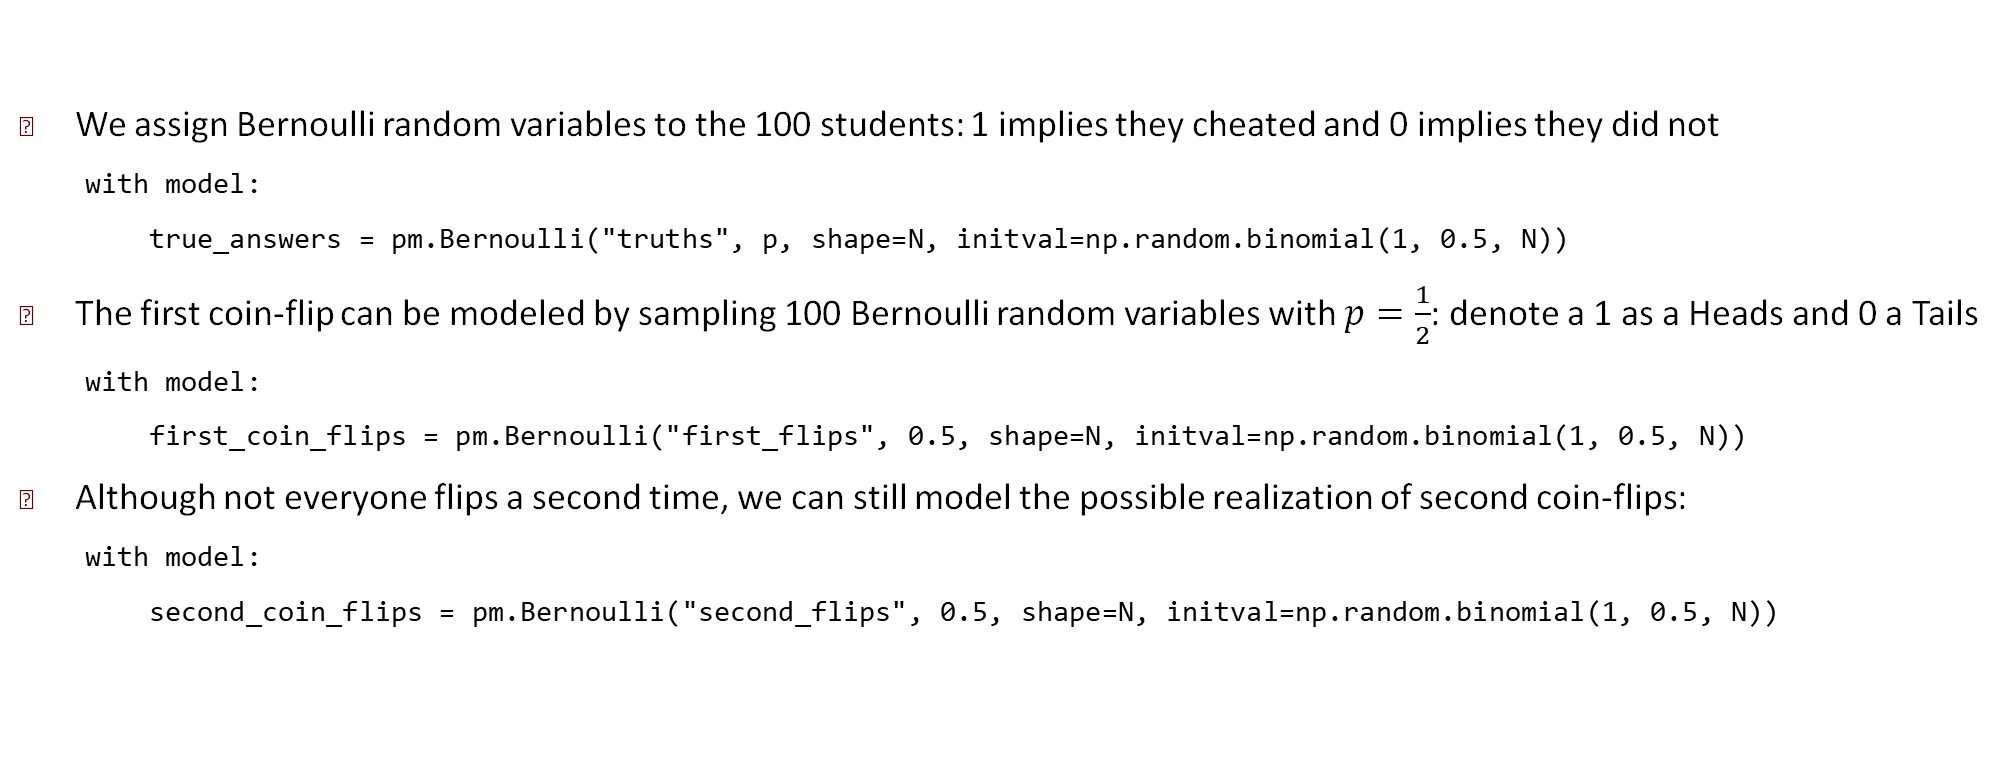 We assign Bernoulli random variables to the 100 students: 1 implies they cheated and 0 implies they did not
with model:
true_answers = pm.Bernoulli("truths", p, shape=N, initval=np.random.binomial(1, 0.5, N))
The first coin-flip can be modeled by sampling 100 Bernoulli random variables with p = 1/2: denote a 1 as a Heads and 0 a Tails
with model:
first_coin_flips = pm.Bernoulli("first_flips", 0.5, shape=N, initval=np.random.binomial(1, 0.5, N))
Although not everyone flips a second time, we can still model the possible realization of second coin-flips:
with model:
second_coin_flips = pm.Bernoulli("second_flips", 0.5, shape=N, initval=np.random.binomial(1, 0.5, N))